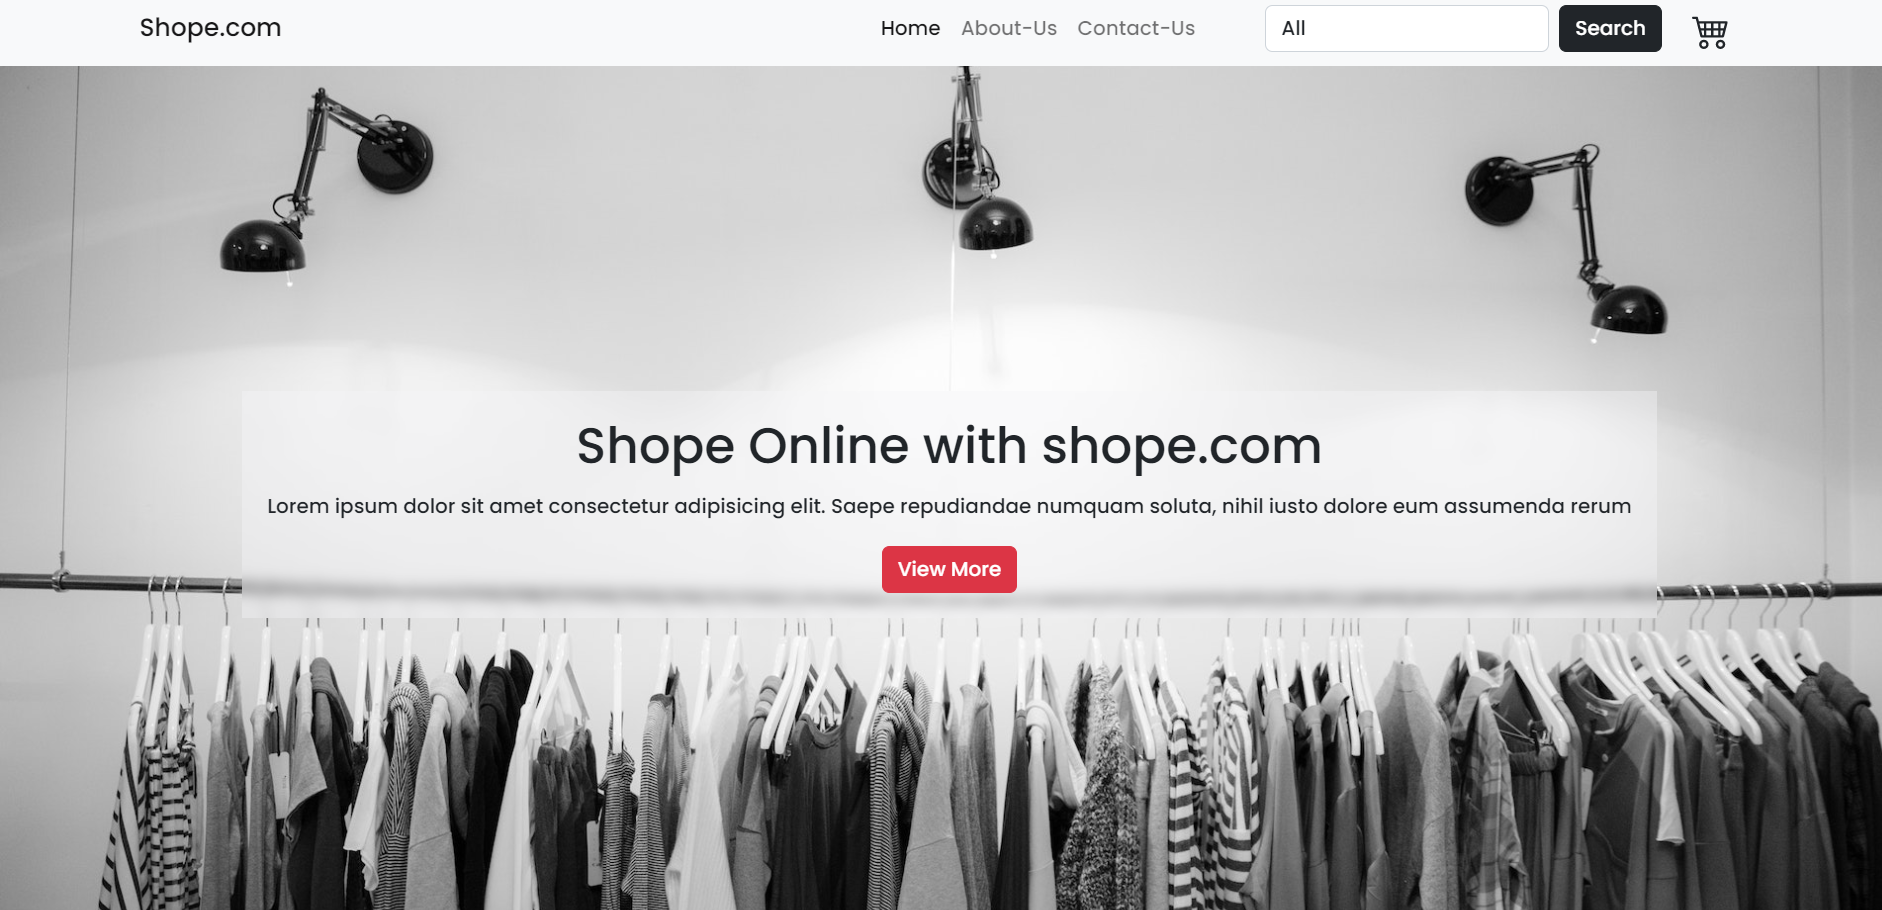 Shope.com
Home About-Us Contact-Us All Search
Shope Online with shope.com
Lorem ipsum dolor sit amet consectetur adipisicing elit. Saepe repudiandae numquam soluta, nihil iusto dolore eum assumenda rerum
View More